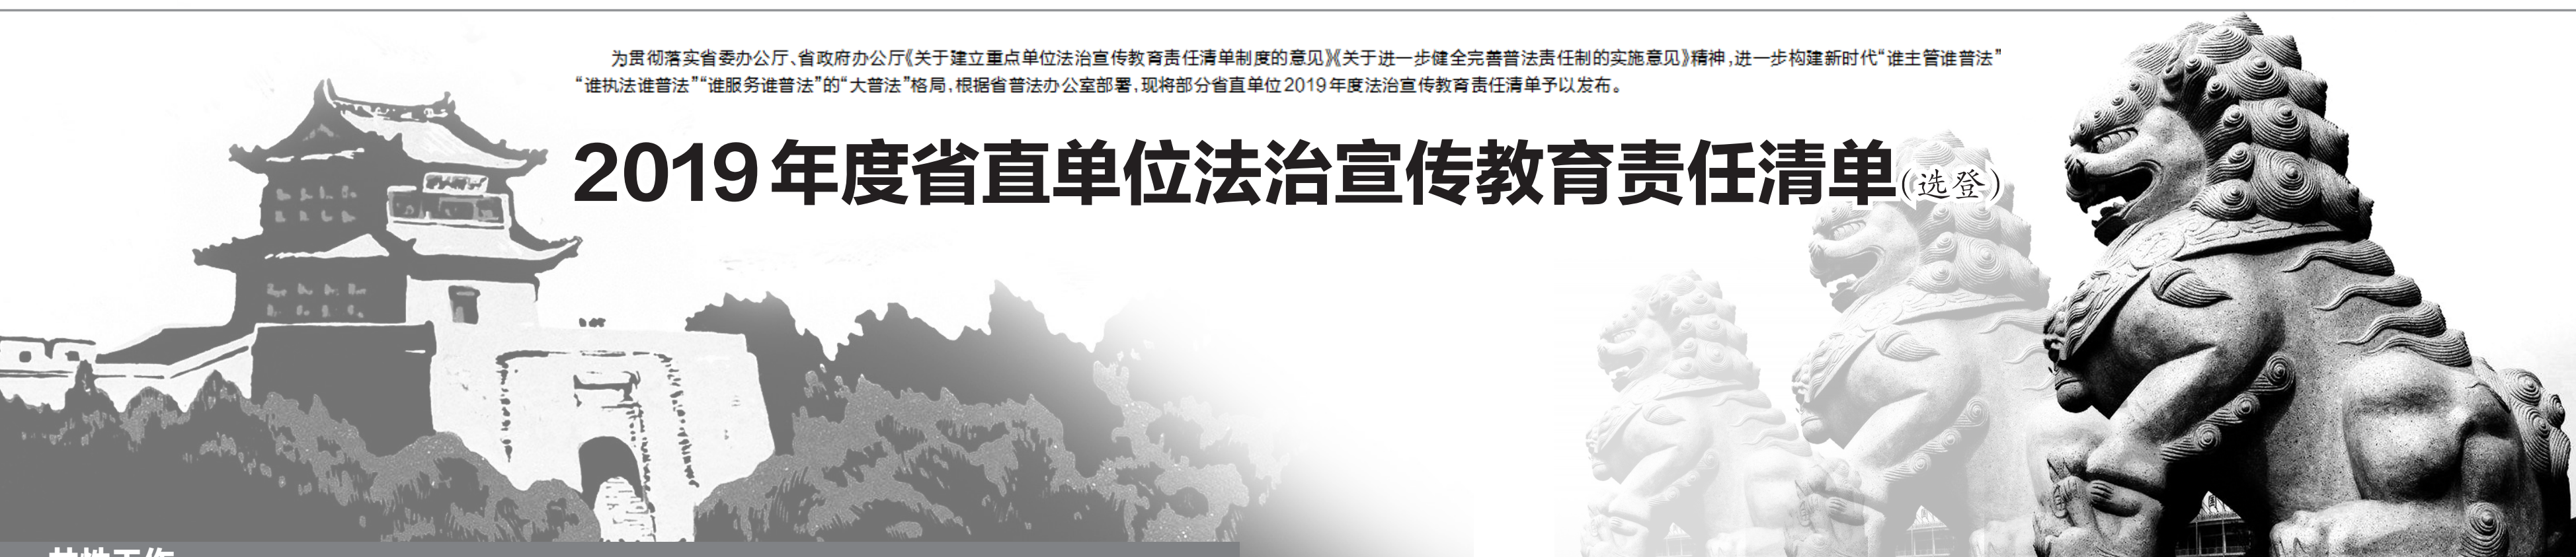 为贯彻落实省委办公厅、省政府办公厅《关于建立重点单位法治宣传教育责任清单制度的意见》《关于进一步健全完善普法责任制的实施意见》精神,进一步构建新时代“谁主管谁普法”
“谁执法谁普法”“谁服务谁普法”的“大普法”格局,根据省普法办公室部署,现将部分省直单位2019年度法治宣传教育责任清单予以发布。
2019年度省直单位法治宣传教育责任清单(选登)
共性工作